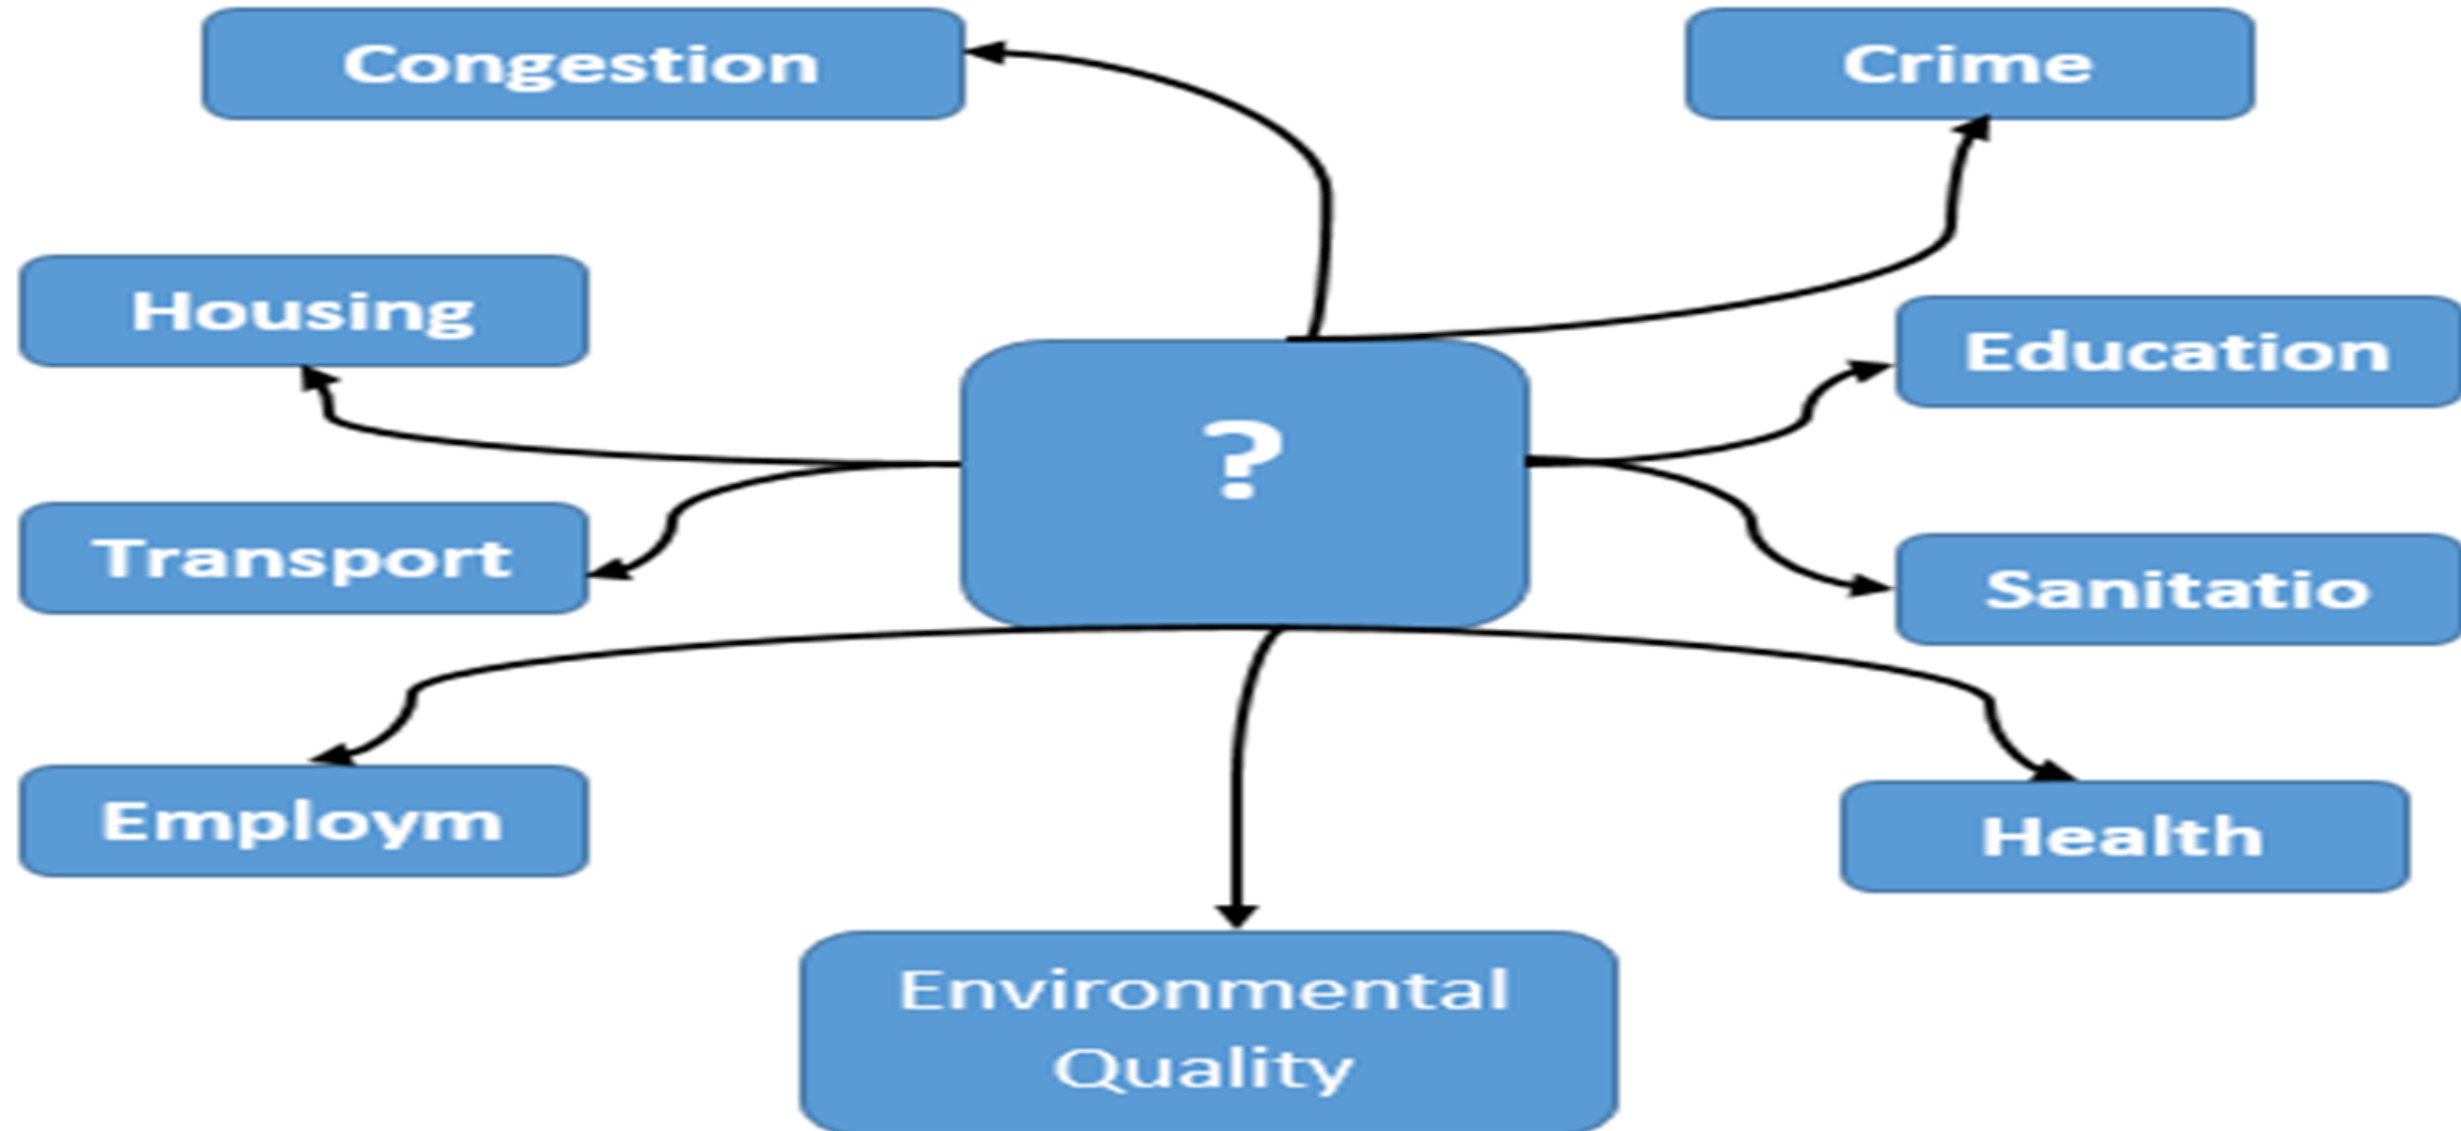 Congestion
Crime
Housing
Education
?
Transport
Sanitatio
Employm
Health
Environmental
Quality